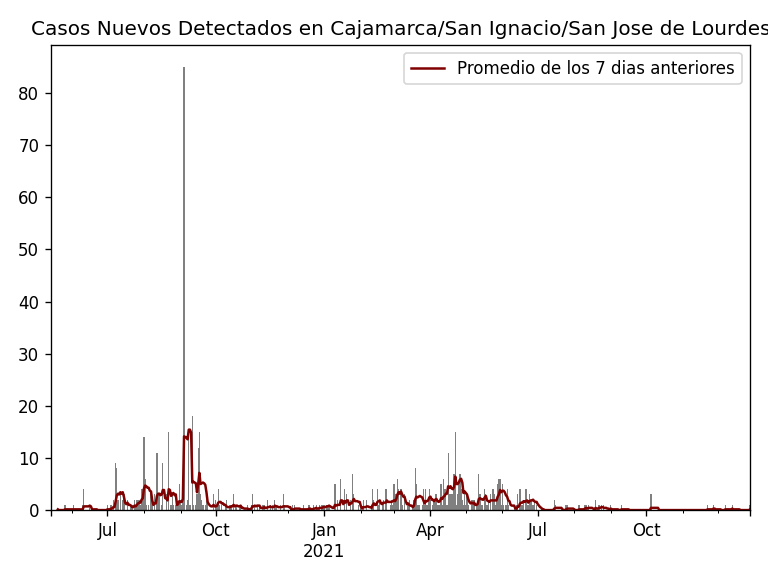 Casos Nuevos Detectados en Cajamarca/San Ignacio/San Jose de Lourdes
Promedio de los 7 dias anteriores
80
70
60
50
40
30
20
10
0
Jul
Oct
Jan
2021
Apr
Jul
Oct